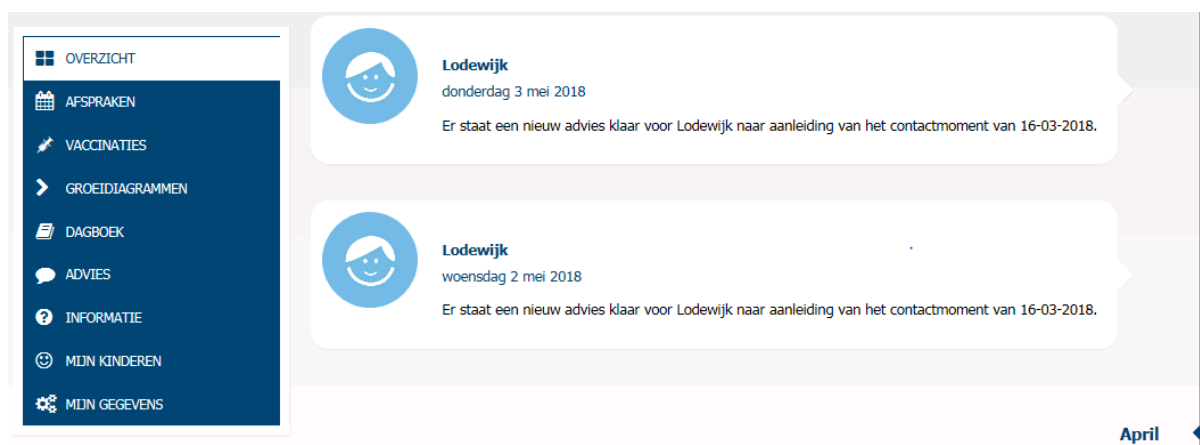 OVERZICHT
AFSPRAKEN
VACCINATIES
GROEIDIAGRAMMEN
DAGBOEK
ADVIES
INFORMATIE
MIJN KINDEREN
MIJN GEGEVENS
Lodewijk
donderdag 3 mei 2018
Er staat een nieuw advies klaar voor Lodewijk naar aanleiding van het contactmoment van 16-03-2018.
Lodewijk
woensdag 2 mei 2018
Er staat een nieuw advies klaar voor Lodewijk naar aanleiding van het contactmoment van 16-03-2018.
April